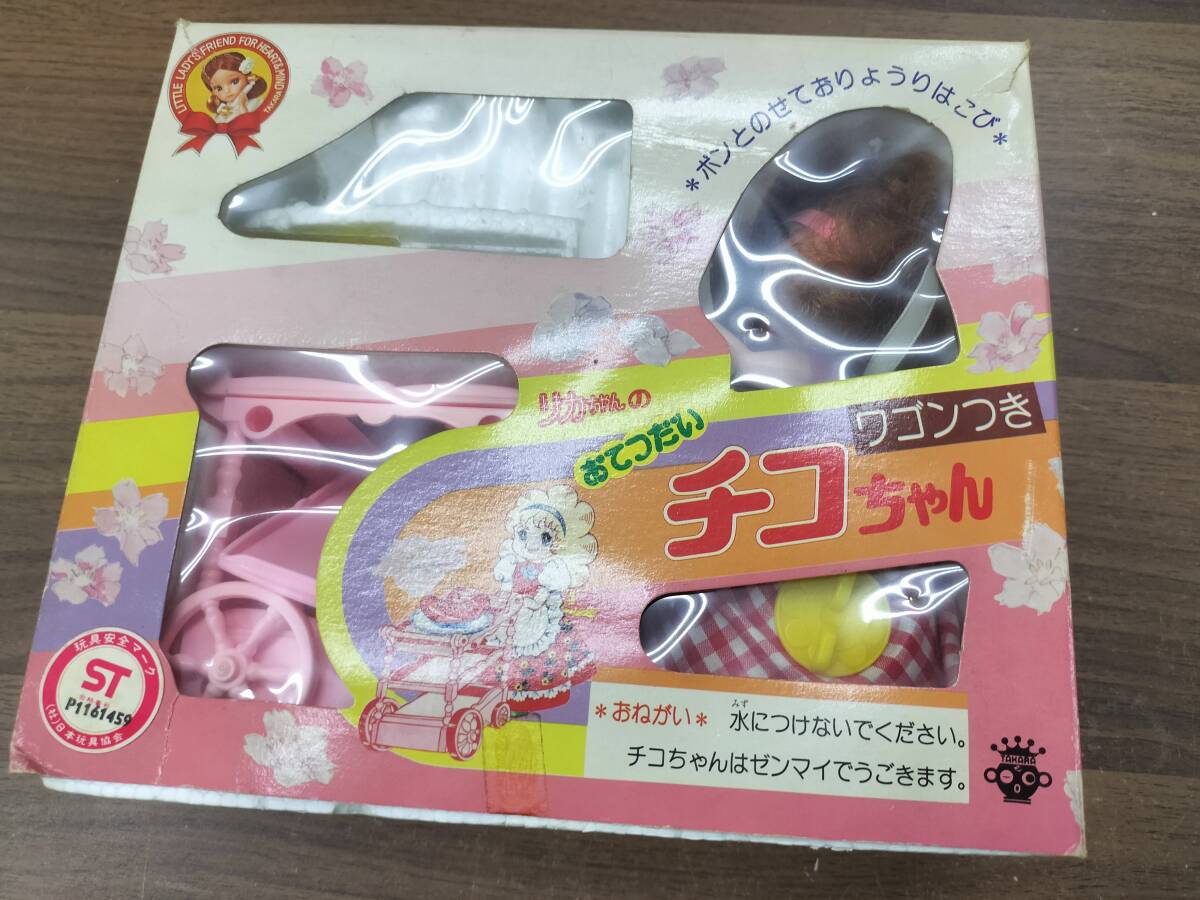 LITTLE LADY'S FRIEND FOR HEART & MIND
TAKARA
*ポンとのせておりょうりはこび*
リカちゃんの
おてつだい
ワゴンつき
チコちゃん
玩具安全マーク
ST
P1161459
(社)日本玩具協会
*おねがい*
みず
水につけないでください。
チコちゃんはゼンマイでうごきます。
TAKARA